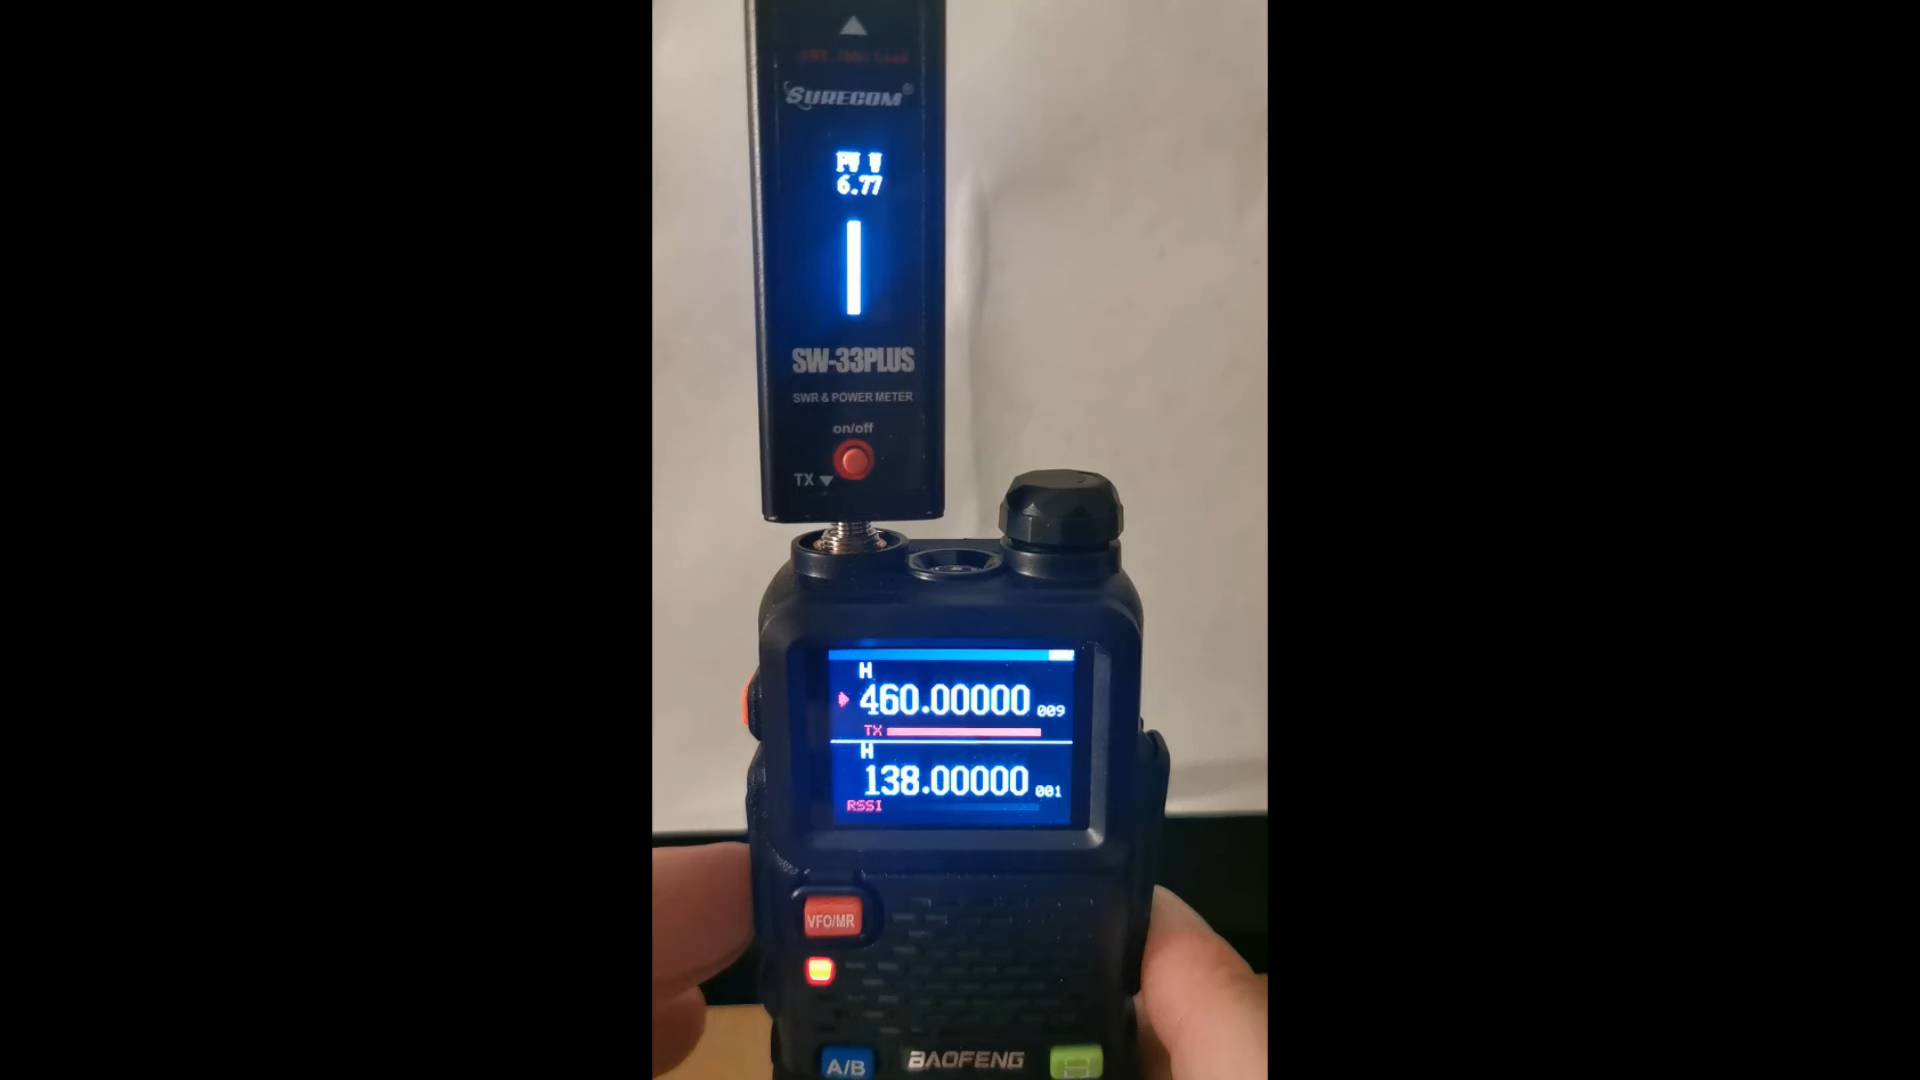 SURECOM®
PW W
6.77
SW-33PLUS
SWR & POWER METER
on/off
TX
H
460.00000 009
TX
H
138.00000 001
RSSI
VFO/MR
A/B
BAOFENG